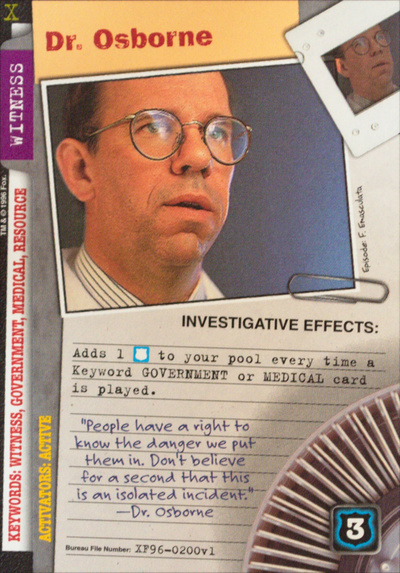 X
Dr. Osborne
WITNESS
TM & © 1996 Fox.
KEYWORDS: WITNESS, GOVERNMENT, MEDICAL, RESOURCE
ACTIVATORS: ACTIVE
Episode: F. Emasculata
INVESTIGATIVE EFFECTS:
Adds 1 to your pool every time a
Keyword GOVERNMENT or MEDICAL card
is played.
"People have a right to
know the danger we put
them in. Don't believe
for a second that this
is an isolated incident."
—Dr. Osborne
3
Bureau File Number: XF96-0200v1